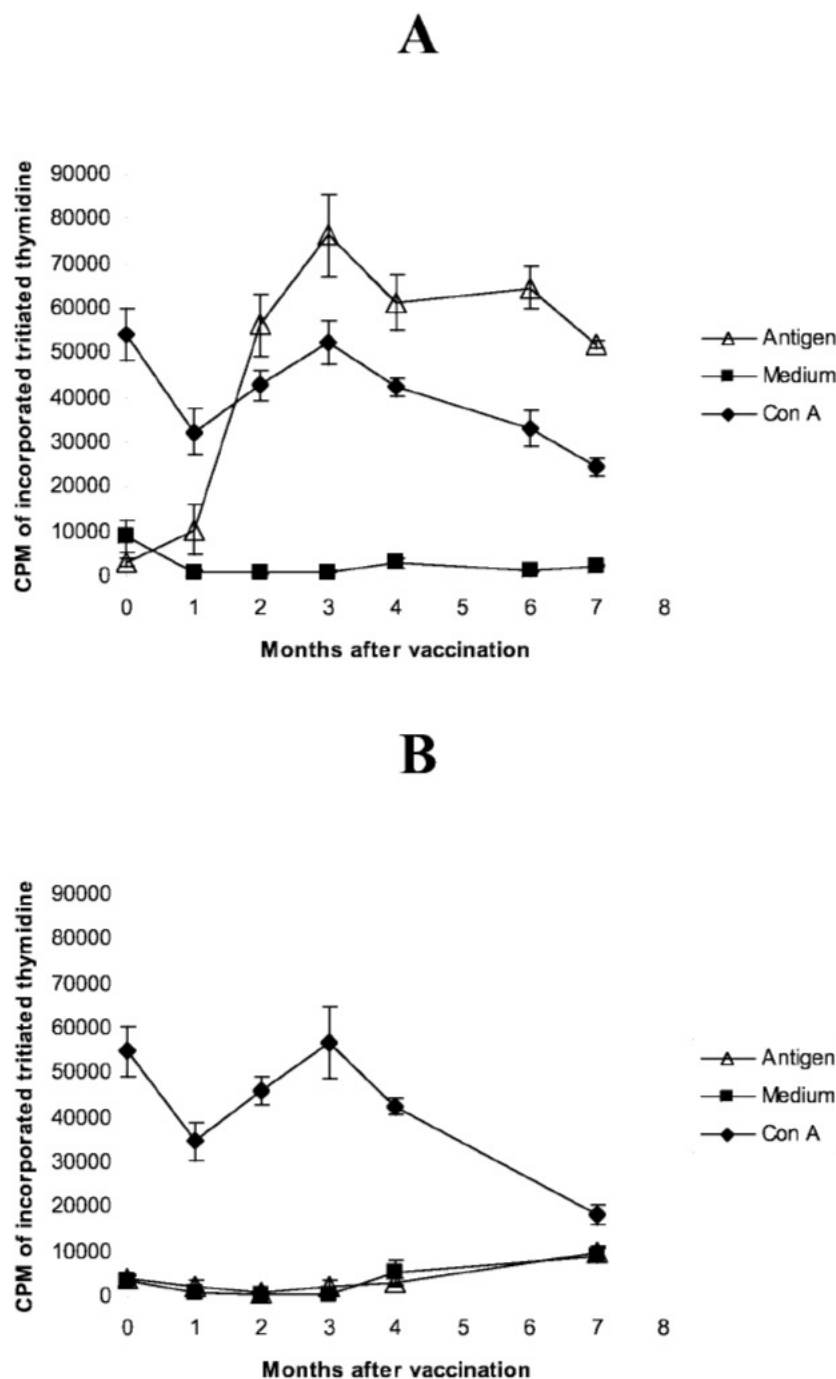 A
CPM of incorporated tritiated thymidine
90000
80000
70000
60000
50000
40000
30000
20000
10000
0
0 1 2 3 4 5 6 7 8
Months after vaccination
Antigen
Medium
Con A
B
CPM of incorporated tritiated thymidine
90000
80000
70000
60000
50000
40000
30000
20000
10000
0
0 1 2 3 4 5 6 7 8
Months after vaccination
Antigen
Medium
Con A